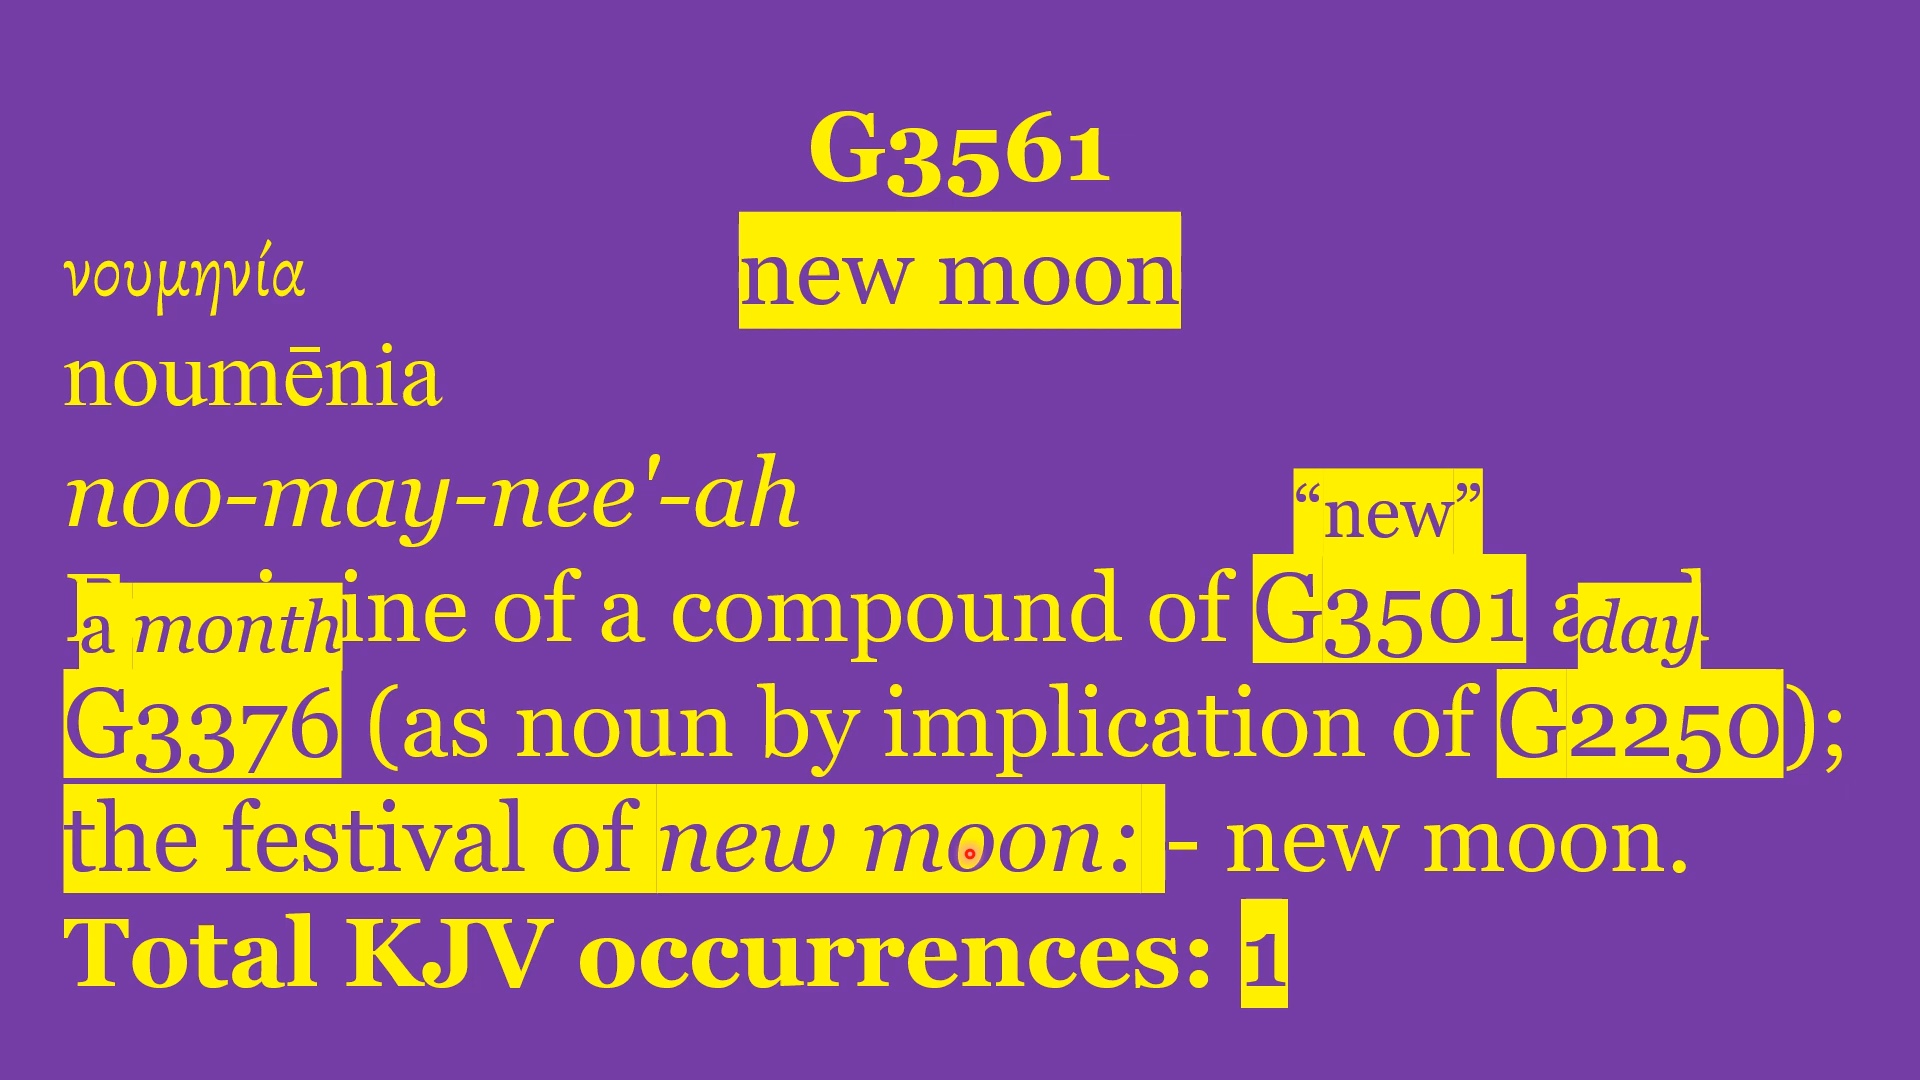 G3561
new moon
νουμηνία
noumēnia
noo-may-nee'-ah
“new”
ine of a compound of G3501
a month
day
G3376 (as noun by implication of G2250);
the festival of new moon: - new moon.
Total KJV occurrences: 1